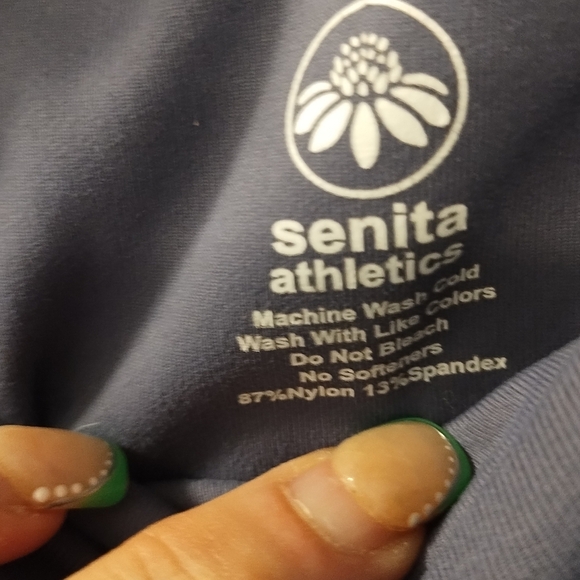 senita
athletics
Machine Wash Cold
Wash With Like Colors
Do Not Bleach
No Softeners
87%Nylon 13%Spandex